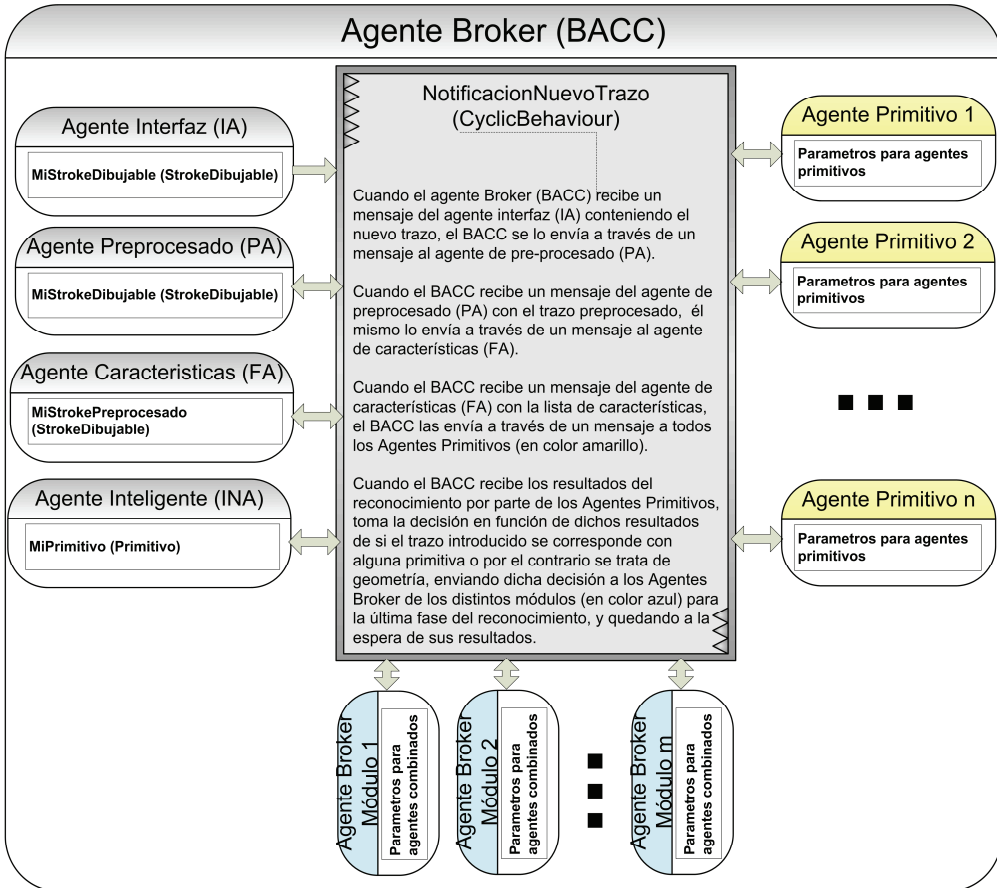 Agente Broker (BACC)
Agente Interfaz (IA)
MiStrokeDibujable (StrokeDibujable)
Agente Preprocesado (PA)
MiStrokeDibujable (StrokeDibujable)
Agente Caracteristicas (FA)
MiStrokePreprocesado
(StrokeDibujable)
Agente Inteligente (INA)
MiPrimitivo (Primitivo)
NotificacionNuevoTrazo
(CyclicBehaviour)
Cuando el agente Broker (BACC) recibe un
mensaje del agente interfaz (IA) conteniendo el
nuevo trazo, el BACC se lo envía a través de un
mensaje al agente de pre-procesado (PA).
Cuando el BACC recibe un mensaje del agente de
preprocesado (PA) con el trazo preprocesado, él
mismo lo envía a través de un mensaje al agente
de características (FA).
Cuando el BACC recibe un mensaje del agente de
características (FA) con la lista de características,
el BACC las envía a través de un mensaje a todos
los Agentes Primitivos (en color amarillo).
Cuando el BACC recibe los resultados del
reconocimiento por parte de los Agentes Primitivos,
toma la decisión en función de dichos resultados
de si el trazo introducido se corresponde con
alguna primitiva o por el contrario se trata de
geometría, enviando dicha decisión a los Agentes
Broker de los distintos módulos (en color azul) para
la última fase del reconocimiento, y quedando a la
espera de sus resultados.
Agente Primitivo 1
Parametros para agentes
primitivos
Agente Primitivo 2
Parametros para agentes
primitivos
Agente Primitivo n
Parametros para agentes
primitivos
Agente Broker
Módulo 1
Parametros para
agentes combinados
Agente Broker
Módulo 2
Parametros para
agentes combinados
Agente Broker
Módulo m
Parametros para
agentes combinados